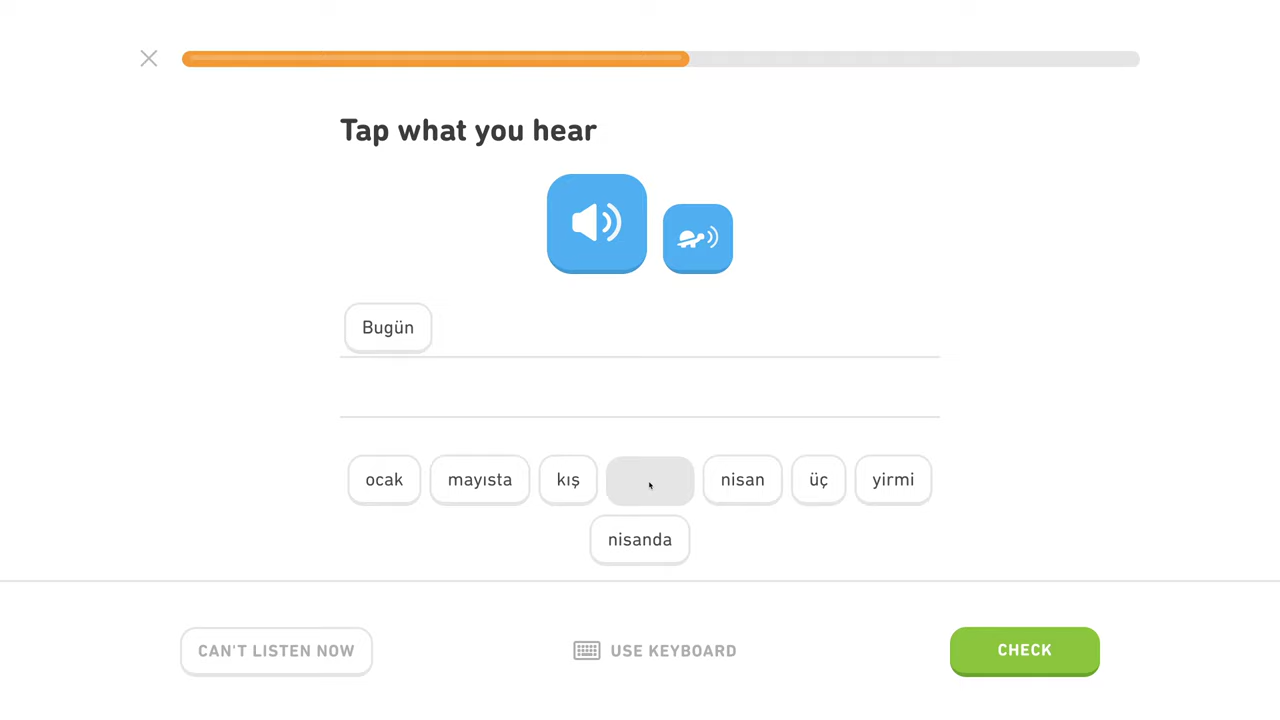 Tap what you hear
Bugün
ocak mayısta kış nisan üç yirmi
nisanda
CAN'T LISTEN NOW USE KEYBOARD CHECK